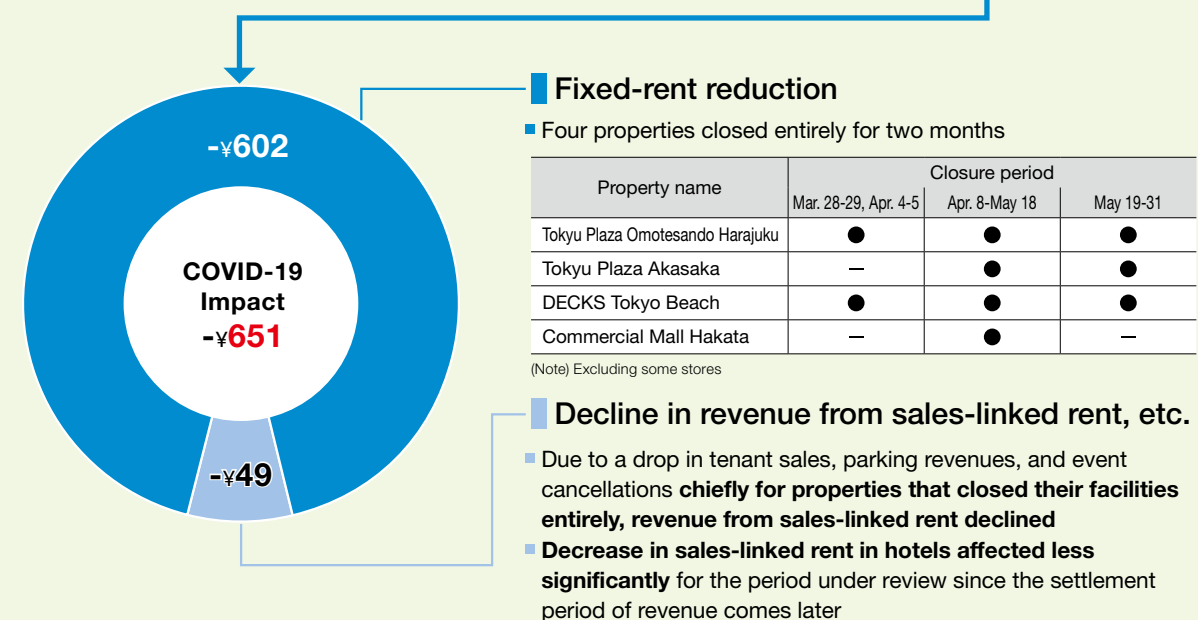 -¥602
COVID-19
Impact
-¥651
-¥49
Fixed-rent reduction
Four properties closed entirely for two months
Property name
Closure period
Mar. 28-29, Apr. 4-5 Apr. 8-May 18 May 19-31
Tokyu Plaza Omotesando Harajuku ● ● ●
Tokyu Plaza Akasaka – ● ●
DECKS Tokyo Beach ● ● ●
Commercial Mall Hakata – ● –
(Note) Excluding some stores
Decline in revenue from sales-linked rent, etc.
Due to a drop in tenant sales, parking revenues, and event
cancellations chiefly for properties that closed their facilities
entirely, revenue from sales-linked rent declined
Decrease in sales-linked rent in hotels affected less
significantly for the period under review since the settlement
period of revenue comes later